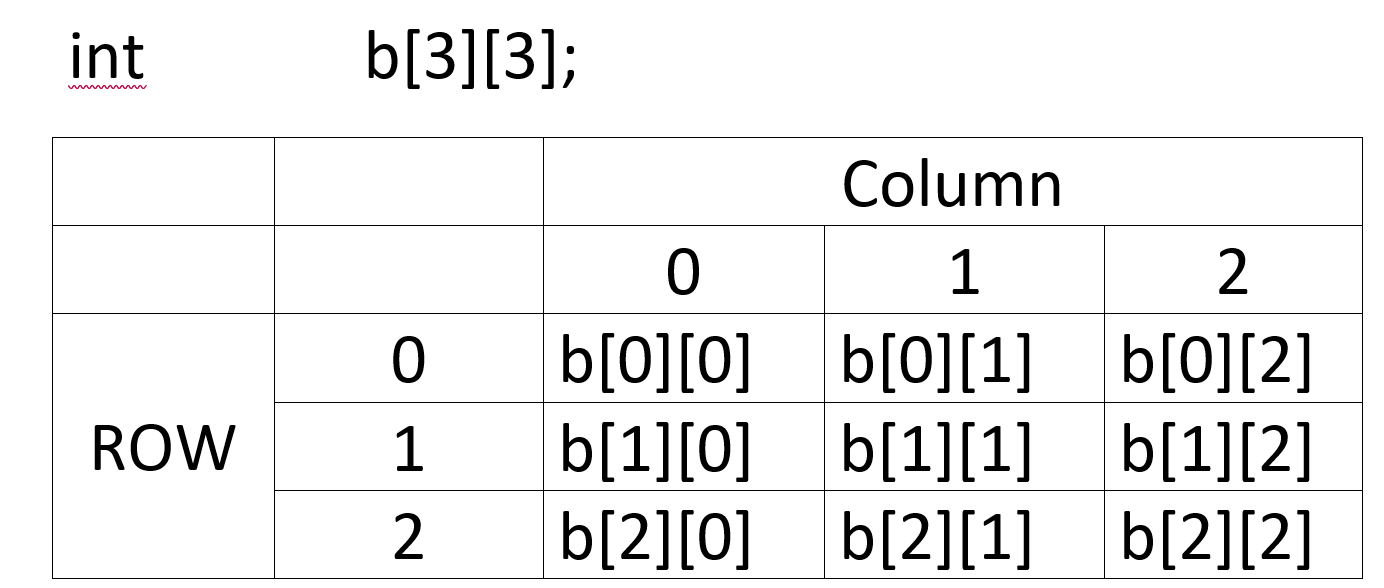 int b[3][3];
Column
0 1 2
0 b[0][0] b[0][1] b[0][2]
ROW 1 b[1][0] b[1][1] b[1][2]
2 b[2][0] b[2][1] b[2][2]